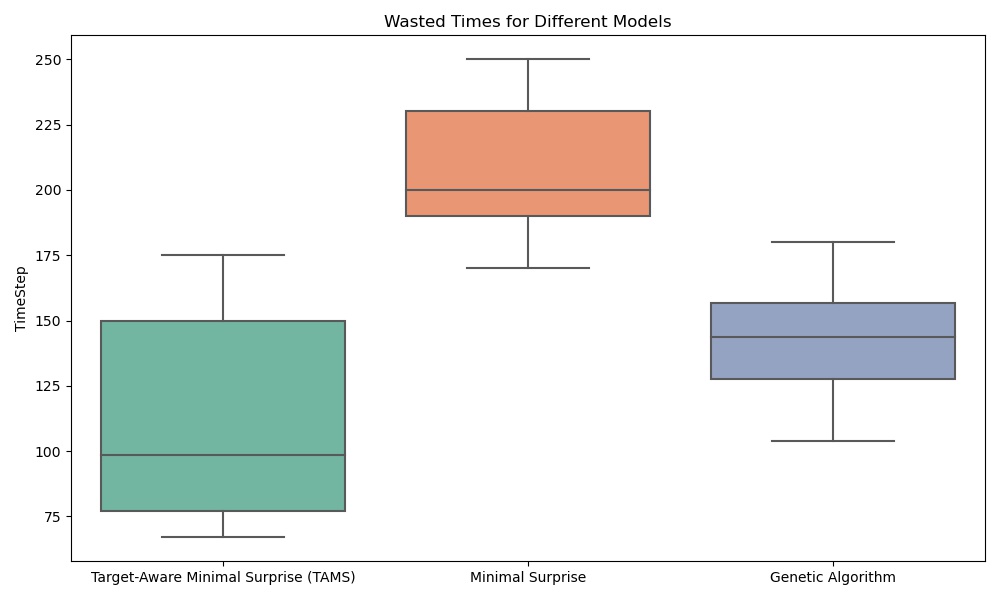 Wasted Times for Different Models
TimeStep
250
225
200
175
150
125
100
75
Target-Aware Minimal Surprise (TAMS)
Minimal Surprise
Genetic Algorithm